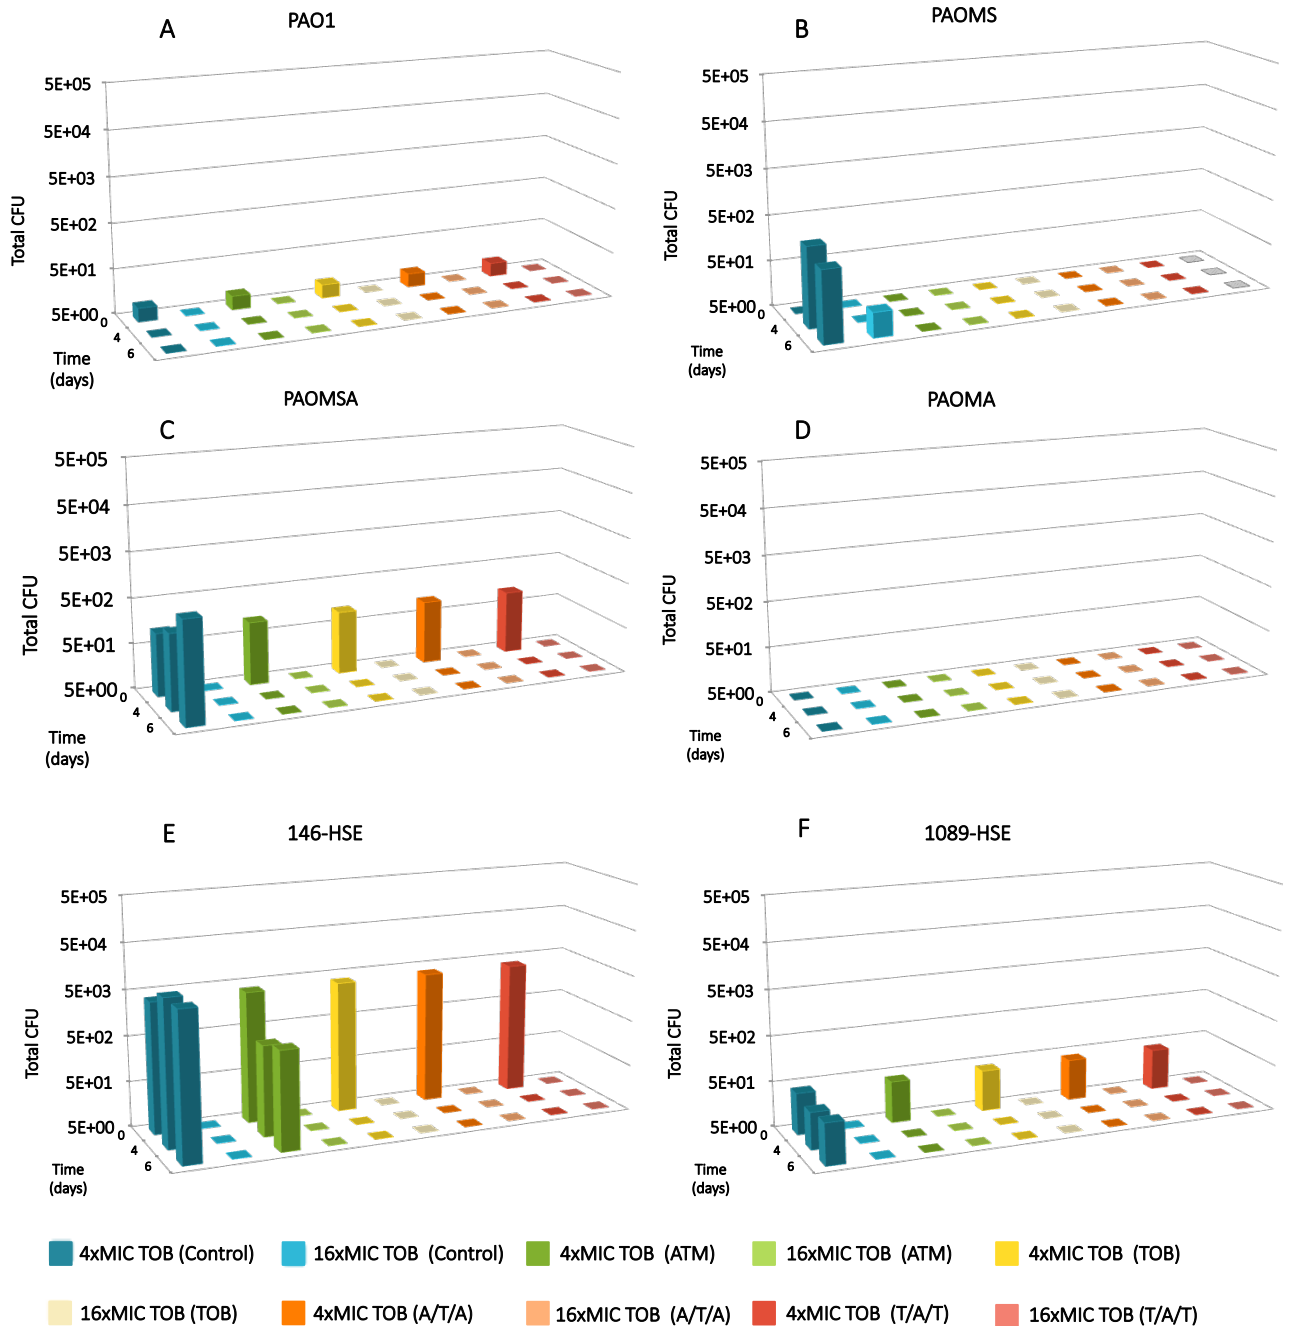 A PAO1
5E+05
5E+04
5E+03
5E+02
5E+01
5E+00
Total CFU
0
4
6
Time
(days)
B PAOMS
5E+05
5E+04
5E+03
5E+02
5E+01
5E+00
Total CFU
0
4
6
Time
(days)
C PAOMSA
5E+05
5E+04
5E+03
5E+02
5E+01
5E+00
Total CFU
0
4
6
Time
(days)
D PAOMA
5E+05
5E+04
5E+03
5E+02
5E+01
5E+00
Total CFU
0
4
6
Time
(days)
E 146-HSE
5E+05
5E+04
5E+03
5E+02
5E+01
5E+00
Total CFU
0
4
6
Time
(days)
F 1089-HSE
5E+05
5E+04
5E+03
5E+02
5E+01
5E+00
Total CFU
0
4
6
Time
(days)
4xMIC TOB (Control) 16xMIC TOB (Control) 4xMIC TOB (ATM) 16xMIC TOB (ATM) 4xMIC TOB (TOB)
16xMIC TOB (TOB) 4xMIC TOB (A/T/A) 16xMIC TOB (A/T/A) 4xMIC TOB (T/A/T) 16xMIC TOB (T/A/T)